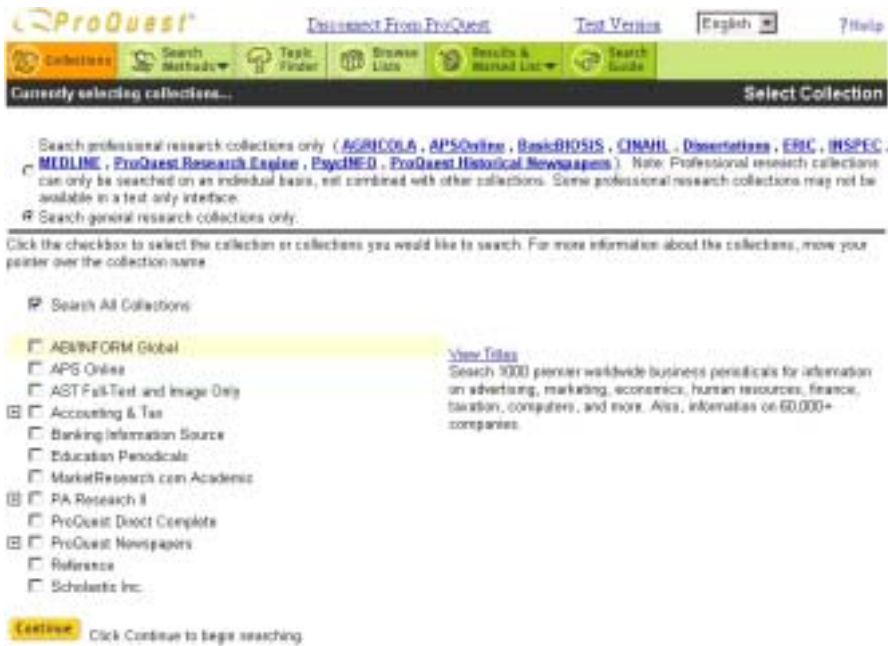 ProQuest Disconnect From ProQuest Text Version English ?Help
Collections Search Methods Topic Finder Browse Lists Results & Marked List Search Guide
Currently selecting collections... Select Collection
Search professional research collections only ( AGRICOLA , APSOnline , BasicBIOSIS , CINAHL , Dissertations , ERIC , INSPEC ,
MEDLINE , ProQuest Research Engine , PsycINFO , ProQuest Historical Newspapers ) Note: Professional research collections
can only be searched on an individual basis, not combined with other collections. Some professional research collections may not be
available in a text only interface.
Search general research collections only.
Click the checkbox to select the collection or collections you would like to search. For more information about the collections, move your
pointer over the collection name.
Search All Collections
ABI/INFORM Global
View Titles
APS Online
Search 1000 premier worldwide business periodicals for information
AST Full-Text and Image Only
on advertising, marketing, economics, human resources, finance,
Accounting & Tax
taxation, computers, and more. Also, information on 60,000+
companies.
Banking Information Source
Education Periodicals
MarketResearch.com Academic
PA Research II
ProQuest Direct Complete
ProQuest Newspapers
Reference
Scholastic Inc.
Continue Click Continue to begin searching.